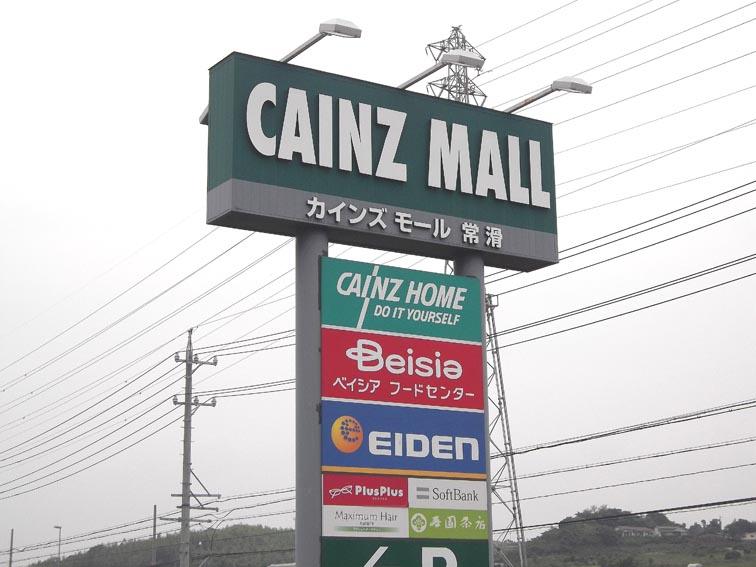 CAINZ MALL
カインズ モール 常滑
CAINZ HOME
DO IT YOURSELF
Beisia
ベイシア フードセンター
EIDEN
PlusPlus
SoftBank
Maximum Hair
P